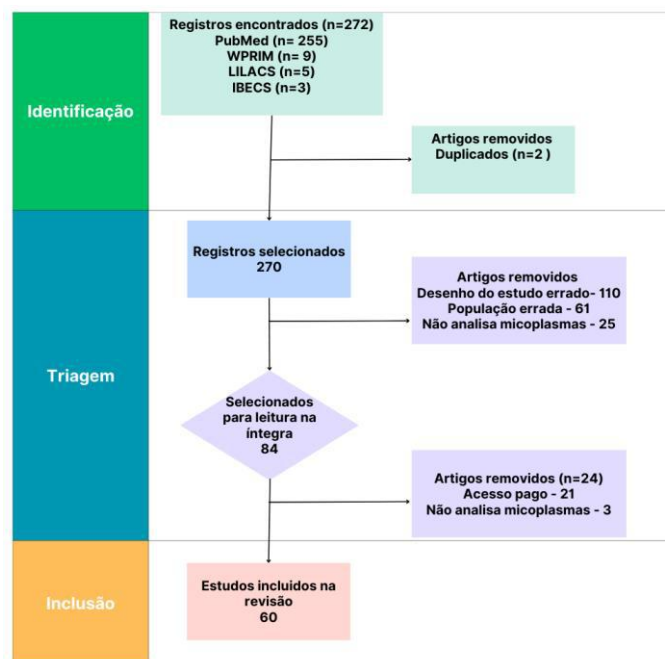 Identificação
Registros encontrados (n=272)
PubMed (n= 255)
WPRIM (n= 9)
LILACS (n=5)
IBECS (n=3)
Artigos removidos
Duplicados (n=2 )
Triagem
Registros selecionados
270
Artigos removidos
Desenho do estudo errado- 110
População errada - 61
Não analisa micoplasmas - 25
Selecionados
para leitura na
íntegra
84
Artigos removidos (n=24)
Acesso pago - 21
Não analisa micoplasmas - 3
Inclusão
Estudos incluidos na
revisão
60